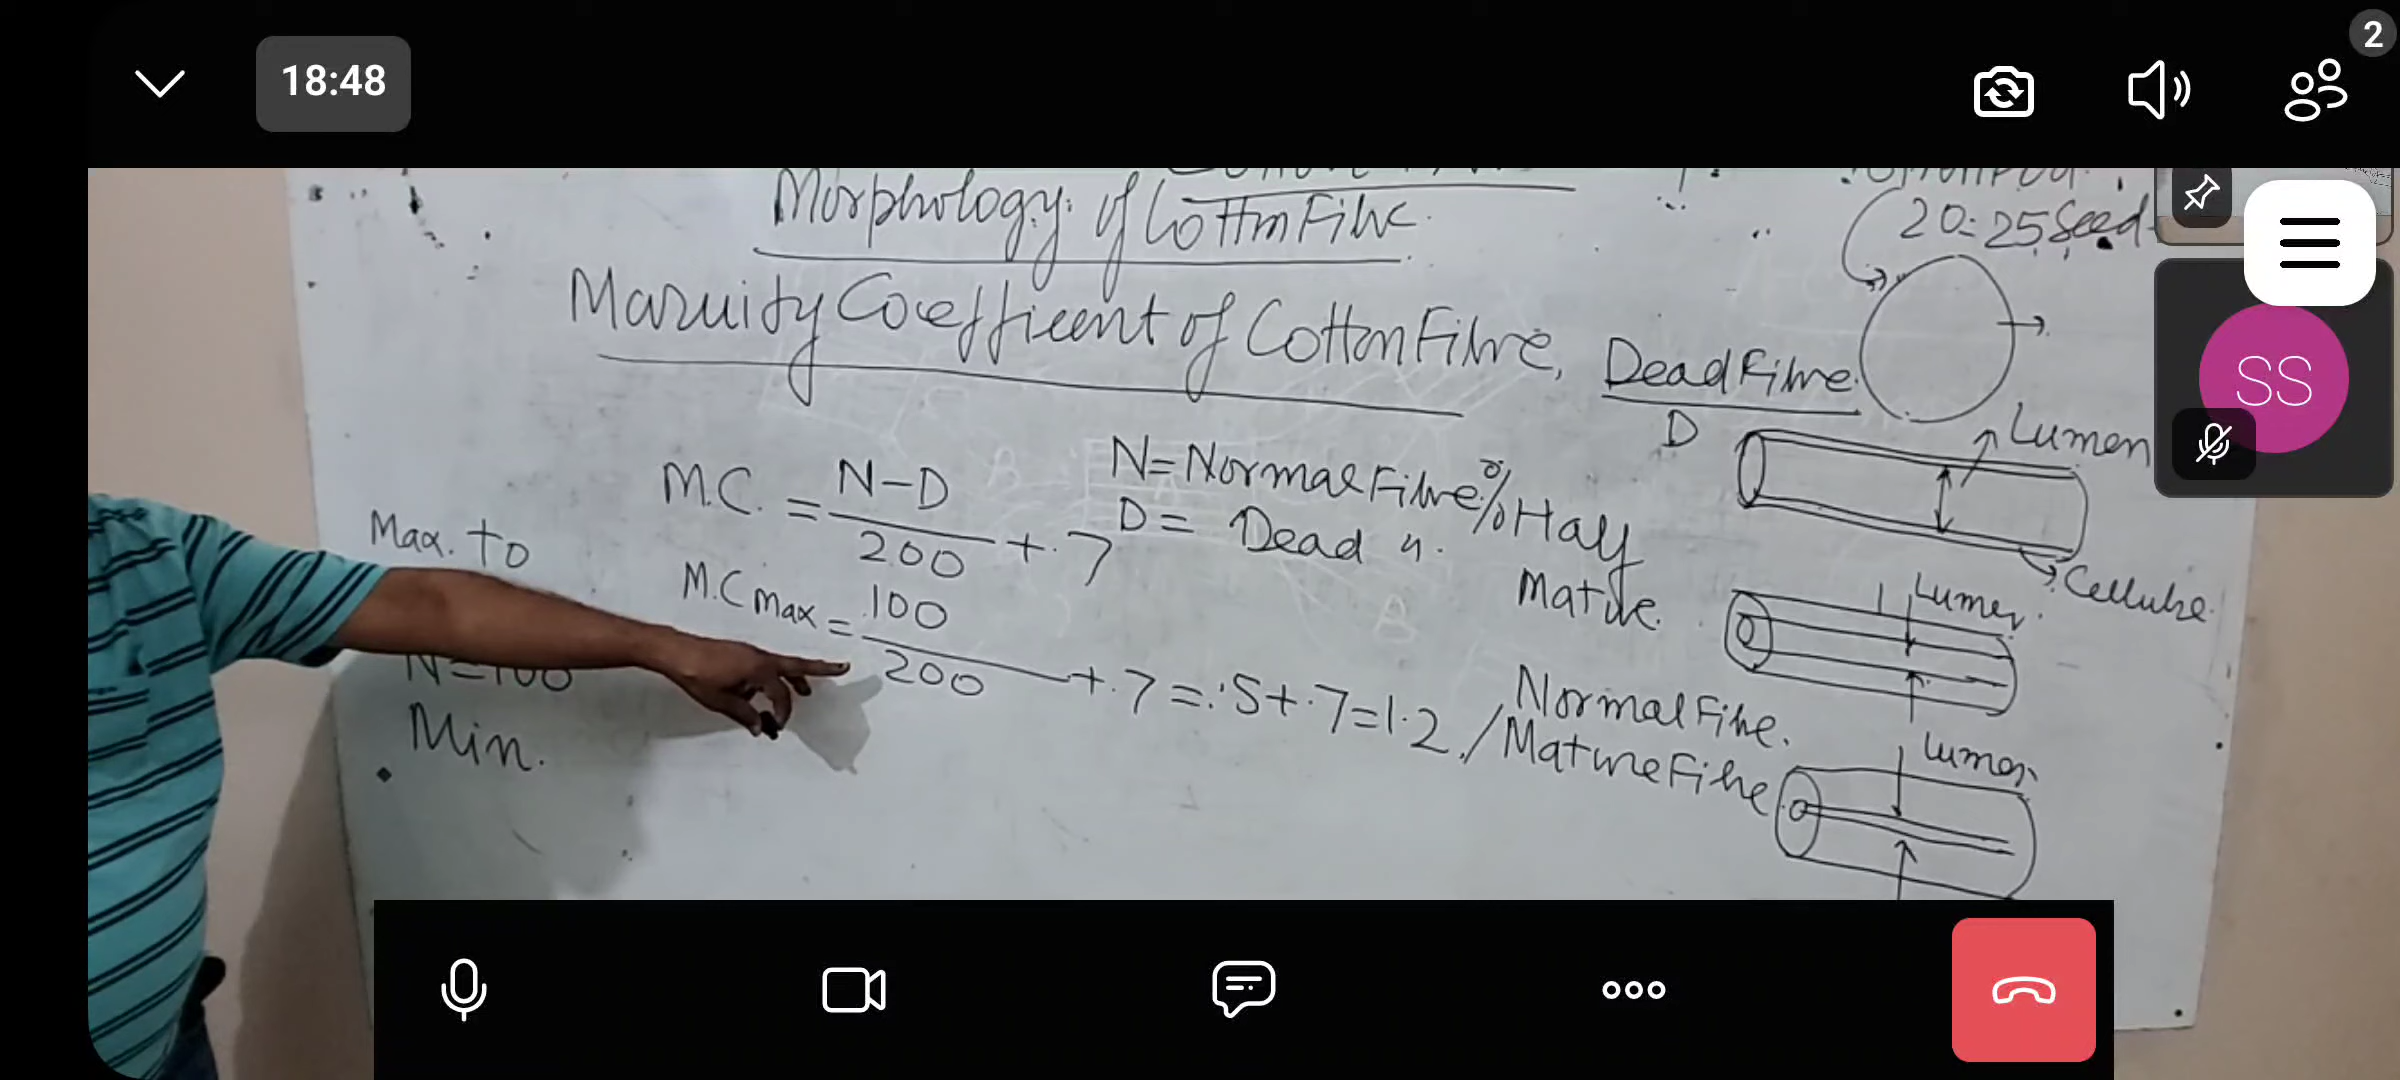 2
18:48
Morphology of Cotton Fibre.
20-25 Seed
Maruity Coefficient of Cotton Fibre, Dead Fibre.
D
SS
Lumen
M.C. = N-D/200 + .7
N = Normal Fibre %
D = Dead "
Half
Mature.
Max. to
Cellulose.
Lumen.
M.C max = 100/200 + .7 = .5 + .7 = 1.2
N=100
Normal Fibre.
/Mature Fibre
Min.
Lumen